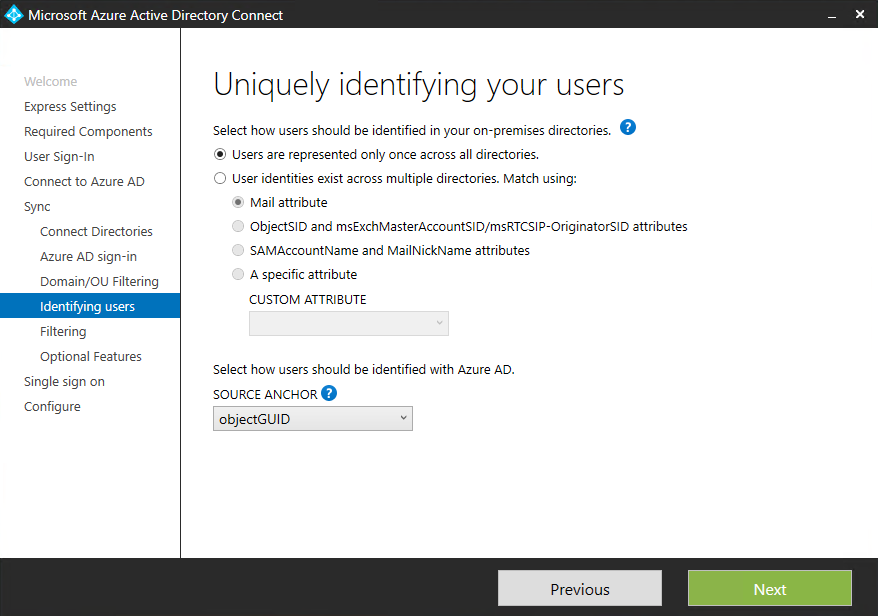 Microsoft Azure Active Directory Connect
Welcome
Express Settings
Required Components
User Sign-In
Connect to Azure AD
Sync
Connect Directories
Azure AD sign-in
Domain/OU Filtering
Identifying users
Filtering
Optional Features
Single sign on
Configure
Uniquely identifying your users
Select how users should be identified in your on-premises directories. ?
Users are represented only once across all directories.
User identities exist across multiple directories. Match using:
Mail attribute
ObjectSID and msExchMasterAccountSID/msRTCSIP-OriginatorSID attributes
SAMAccountName and MailNickName attributes
A specific attribute
CUSTOM ATTRIBUTE
Select how users should be identified with Azure AD.
SOURCE ANCHOR ?
objectGUID
Previous
Next